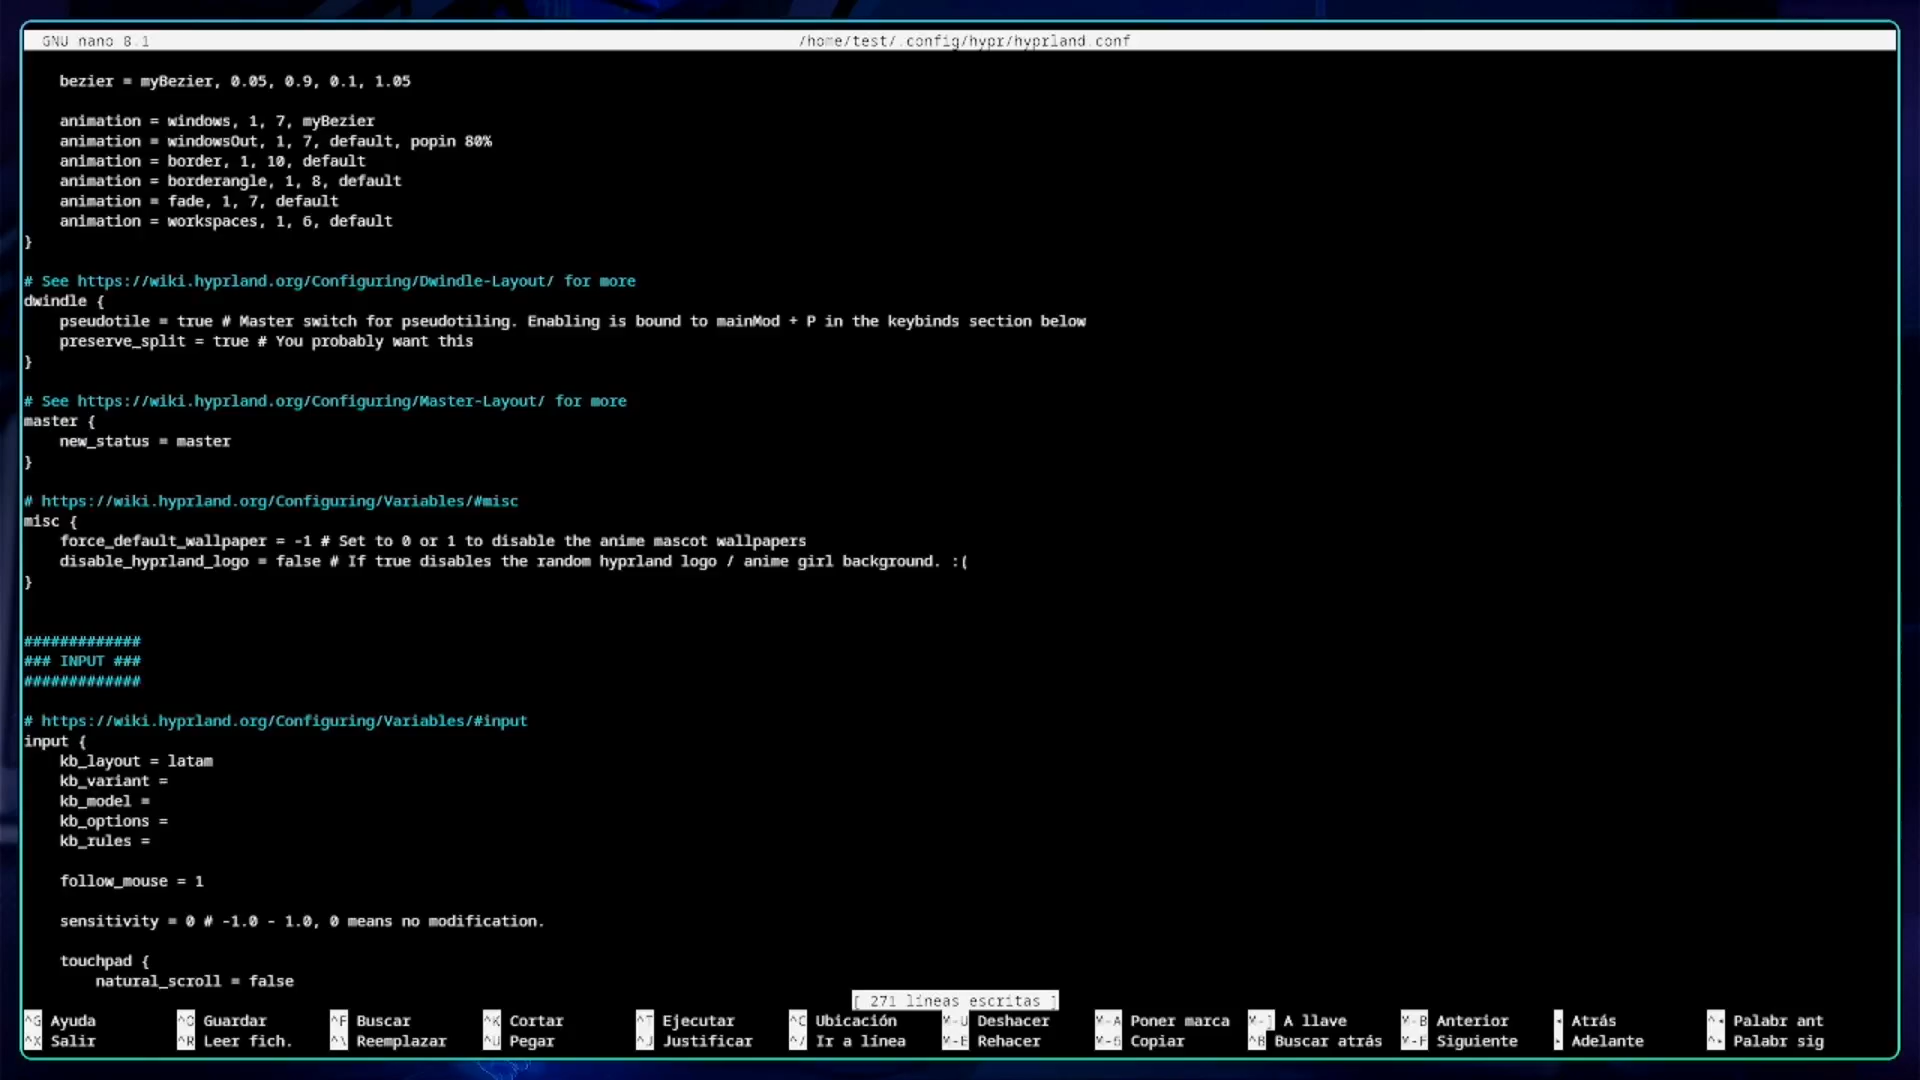 GNU nano 8.1 /home/test/.config/hypr/hyprland.conf
bezier = myBezier, 0.05, 0.9, 0.1, 1.05
animation = windows, 1, 7, myBezier
animation = windowsOut, 1, 7, default, popin 80%
animation = border, 1, 10, default
animation = borderangle, 1, 8, default
animation = fade, 1, 7, default
animation = workspaces, 1, 6, default
}
# See https://wiki.hyprland.org/Configuring/Dwindle-Layout/ for more
dwindle {
pseudotile = true # Master switch for pseudotiling. Enabling is bound to mainMod + P in the keybinds section below
preserve_split = true # You probably want this
}
# See https://wiki.hyprland.org/Configuring/Master-Layout/ for more
master {
new_status = master
}
# https://wiki.hyprland.org/Configuring/Variables/#misc
misc {
force_default_wallpaper = -1 # Set to 0 or 1 to disable the anime mascot wallpapers
disable_hyprland_logo = false # If true disables the random hyprland logo / anime girl background. :(
}
#############
### INPUT ###
#############
# https://wiki.hyprland.org/Configuring/Variables/#input
input {
kb_layout = latam
kb_variant =
kb_model =
kb_options =
kb_rules =
follow_mouse = 1
sensitivity = 0 # -1.0 - 1.0, 0 means no modification.
touchpad {
natural_scroll = false
[ 271 líneas escritas ]
^G Ayuda ^O Guardar ^F Buscar ^K Cortar ^T Ejecutar ^C Ubicación M-U Deshacer M-A Poner marca M-] A llave M-B Anterior ◂ Atrás ^◂ Palabr ant
^X Salir ^R Leer fich. ^\ Reemplazar ^U Pegar ^J Justificar ^/ Ir a línea M-E Rehacer M-6 Copiar ^B Buscar atrás M-F Siguiente ▸ Adelante ^▸ Palabr sig